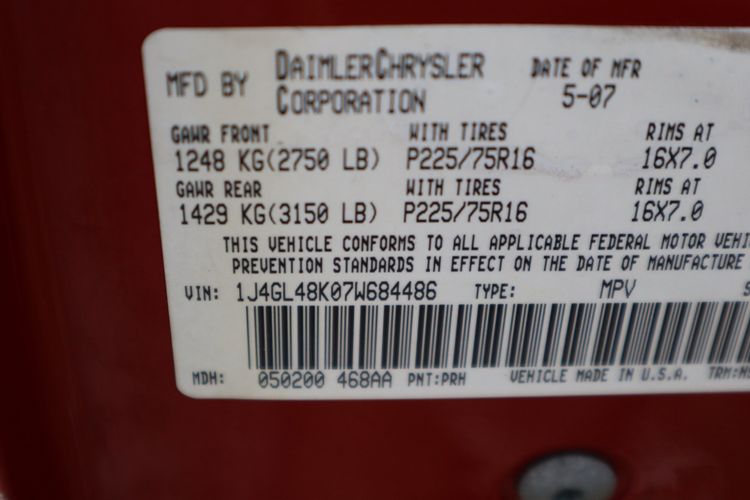 MFD BY DAIMLERCHRYSLER CORPORATION DATE OF MFR 5-07
GAWR FRONT WITH TIRES RIMS AT
1248 KG(2750 LB) P225/75R16 16X7.0
GAWR REAR WITH TIRES RIMS AT
1429 KG(3150 LB) P225/75R16 16X7.0
THIS VEHICLE CONFORMS TO ALL APPLICABLE FEDERAL MOTOR
PREVENTION STANDARDS IN EFFECT ON THE DATE OF MANUFACTURE
VIN: 1J4GL48K07W684486 TYPE: MPV
MDH: 050200 468AA PNT:PRH VEHICLE MADE IN U.S.A.